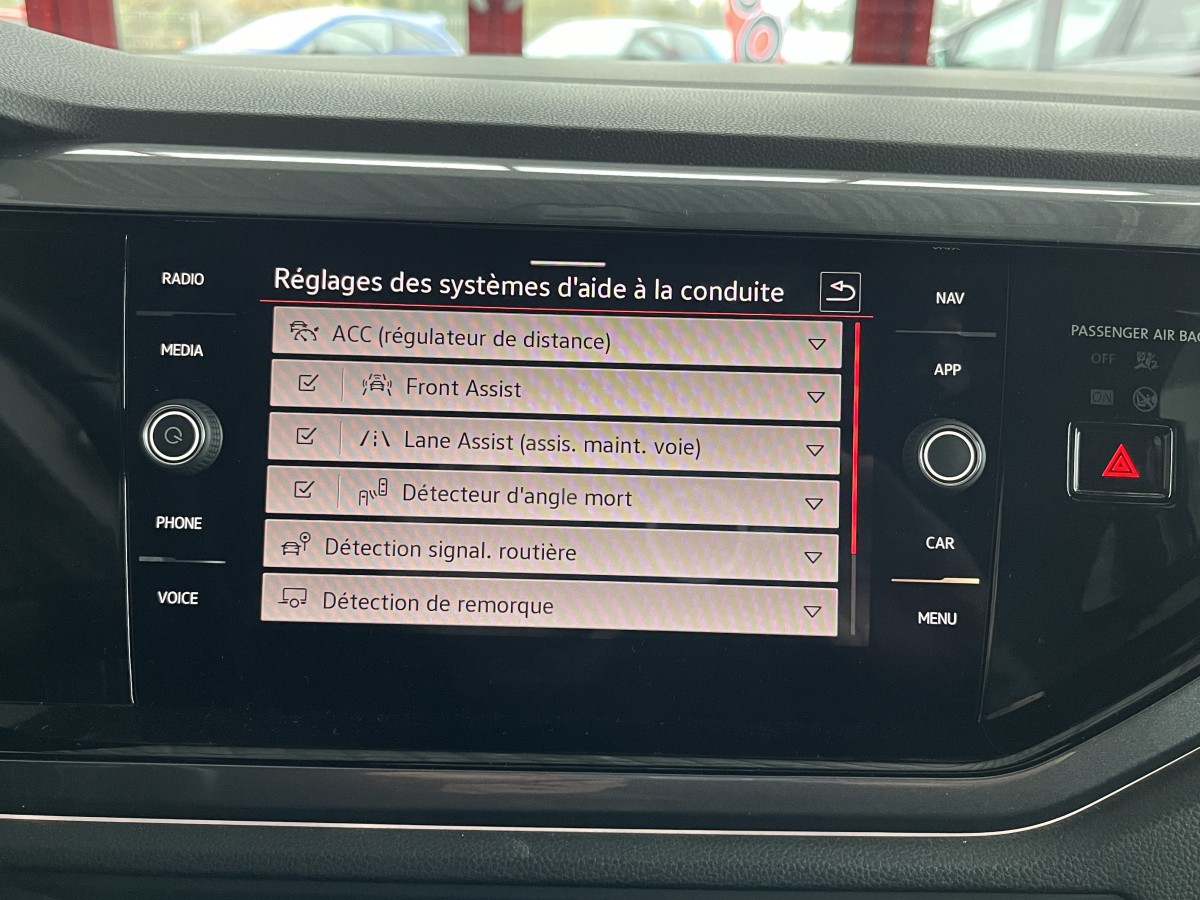 RADIO
MEDIA
PHONE
VOICE
Réglages des systèmes d'aide à la conduite
ACC (régulateur de distance)
Front Assist
Lane Assist (assis. maint. voie)
Détecteur d'angle mort
Détection signal. routière
Détection de remorque
NAV
APP
CAR
MENU
PASSENGER AIR BAG
OFF
ON